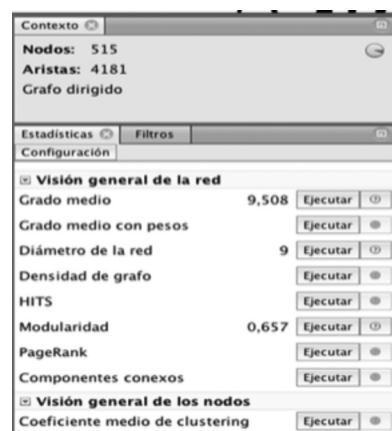 Contexto
Nodos: 515
Aristas: 4181
Grafo dirigido
Estadísticas Filtros
Configuración
Visión general de la red
Grado medio 9,508 Ejecutar
Grado medio con pesos Ejecutar
Diámetro de la red 9 Ejecutar
Densidad de grafo Ejecutar
HITS Ejecutar
Modularidad 0,657 Ejecutar
PageRank Ejecutar
Componentes conexos Ejecutar
Visión general de los nodos
Coeficiente medio de clustering Ejecutar